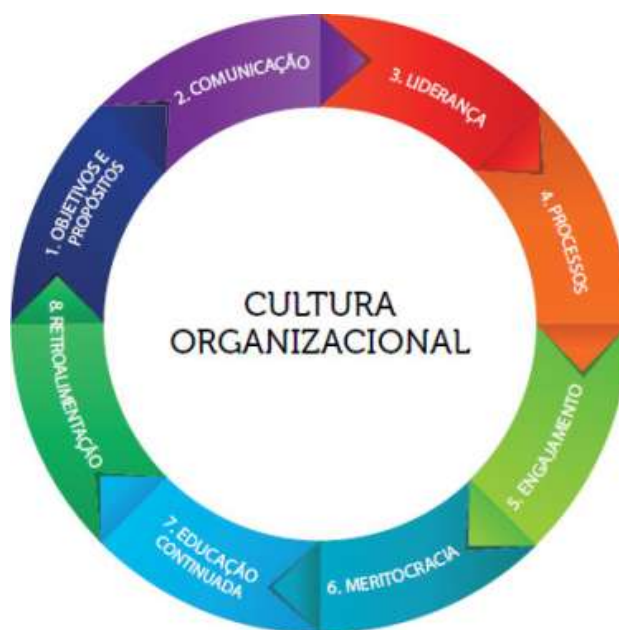 CULTURA
ORGANIZACIONAL
1. OBJETIVOS E
PROPÓSITOS
2. COMUNICAÇÃO
3. LIDERANÇA
4. PROCESSOS
5. ENGAJAMENTO
6. MERITOCRACIA
7. EDUCAÇÃO
CONTINUADA
8. RETROALIMENTAÇÃO